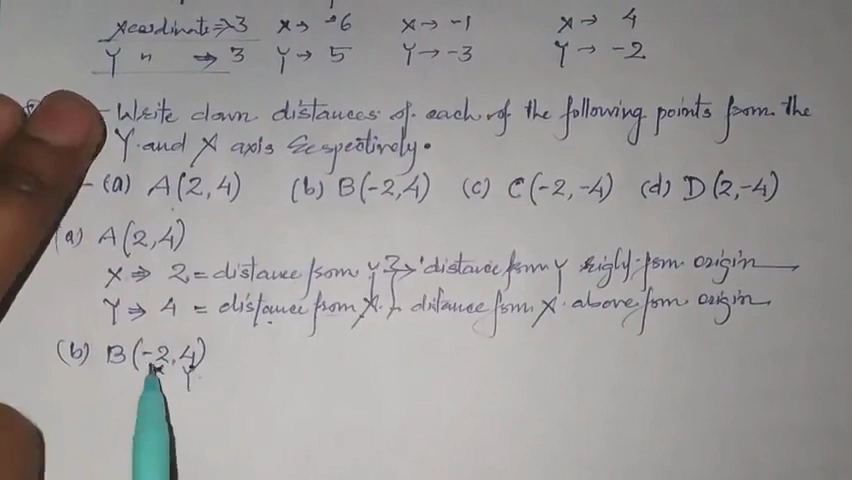 X coordinate ⇒ 3 X → -6 X → -1 X → 4
Y " ⇒ 3 Y → 5 Y → -3 Y → -2
- Write down distances of each of the following points from the
Y and X axis Respectively.
- (a) A(2,4) (b) B(-2,4) (c) C(-2,-4) (d) D(2,-4)
(a) A(2,4)
X ⇒ 2 = distance from Y → distance from Y right from origin
Y ⇒ 4 = distance from X → distance from X above from origin
(b) B(-2,4)
X Y